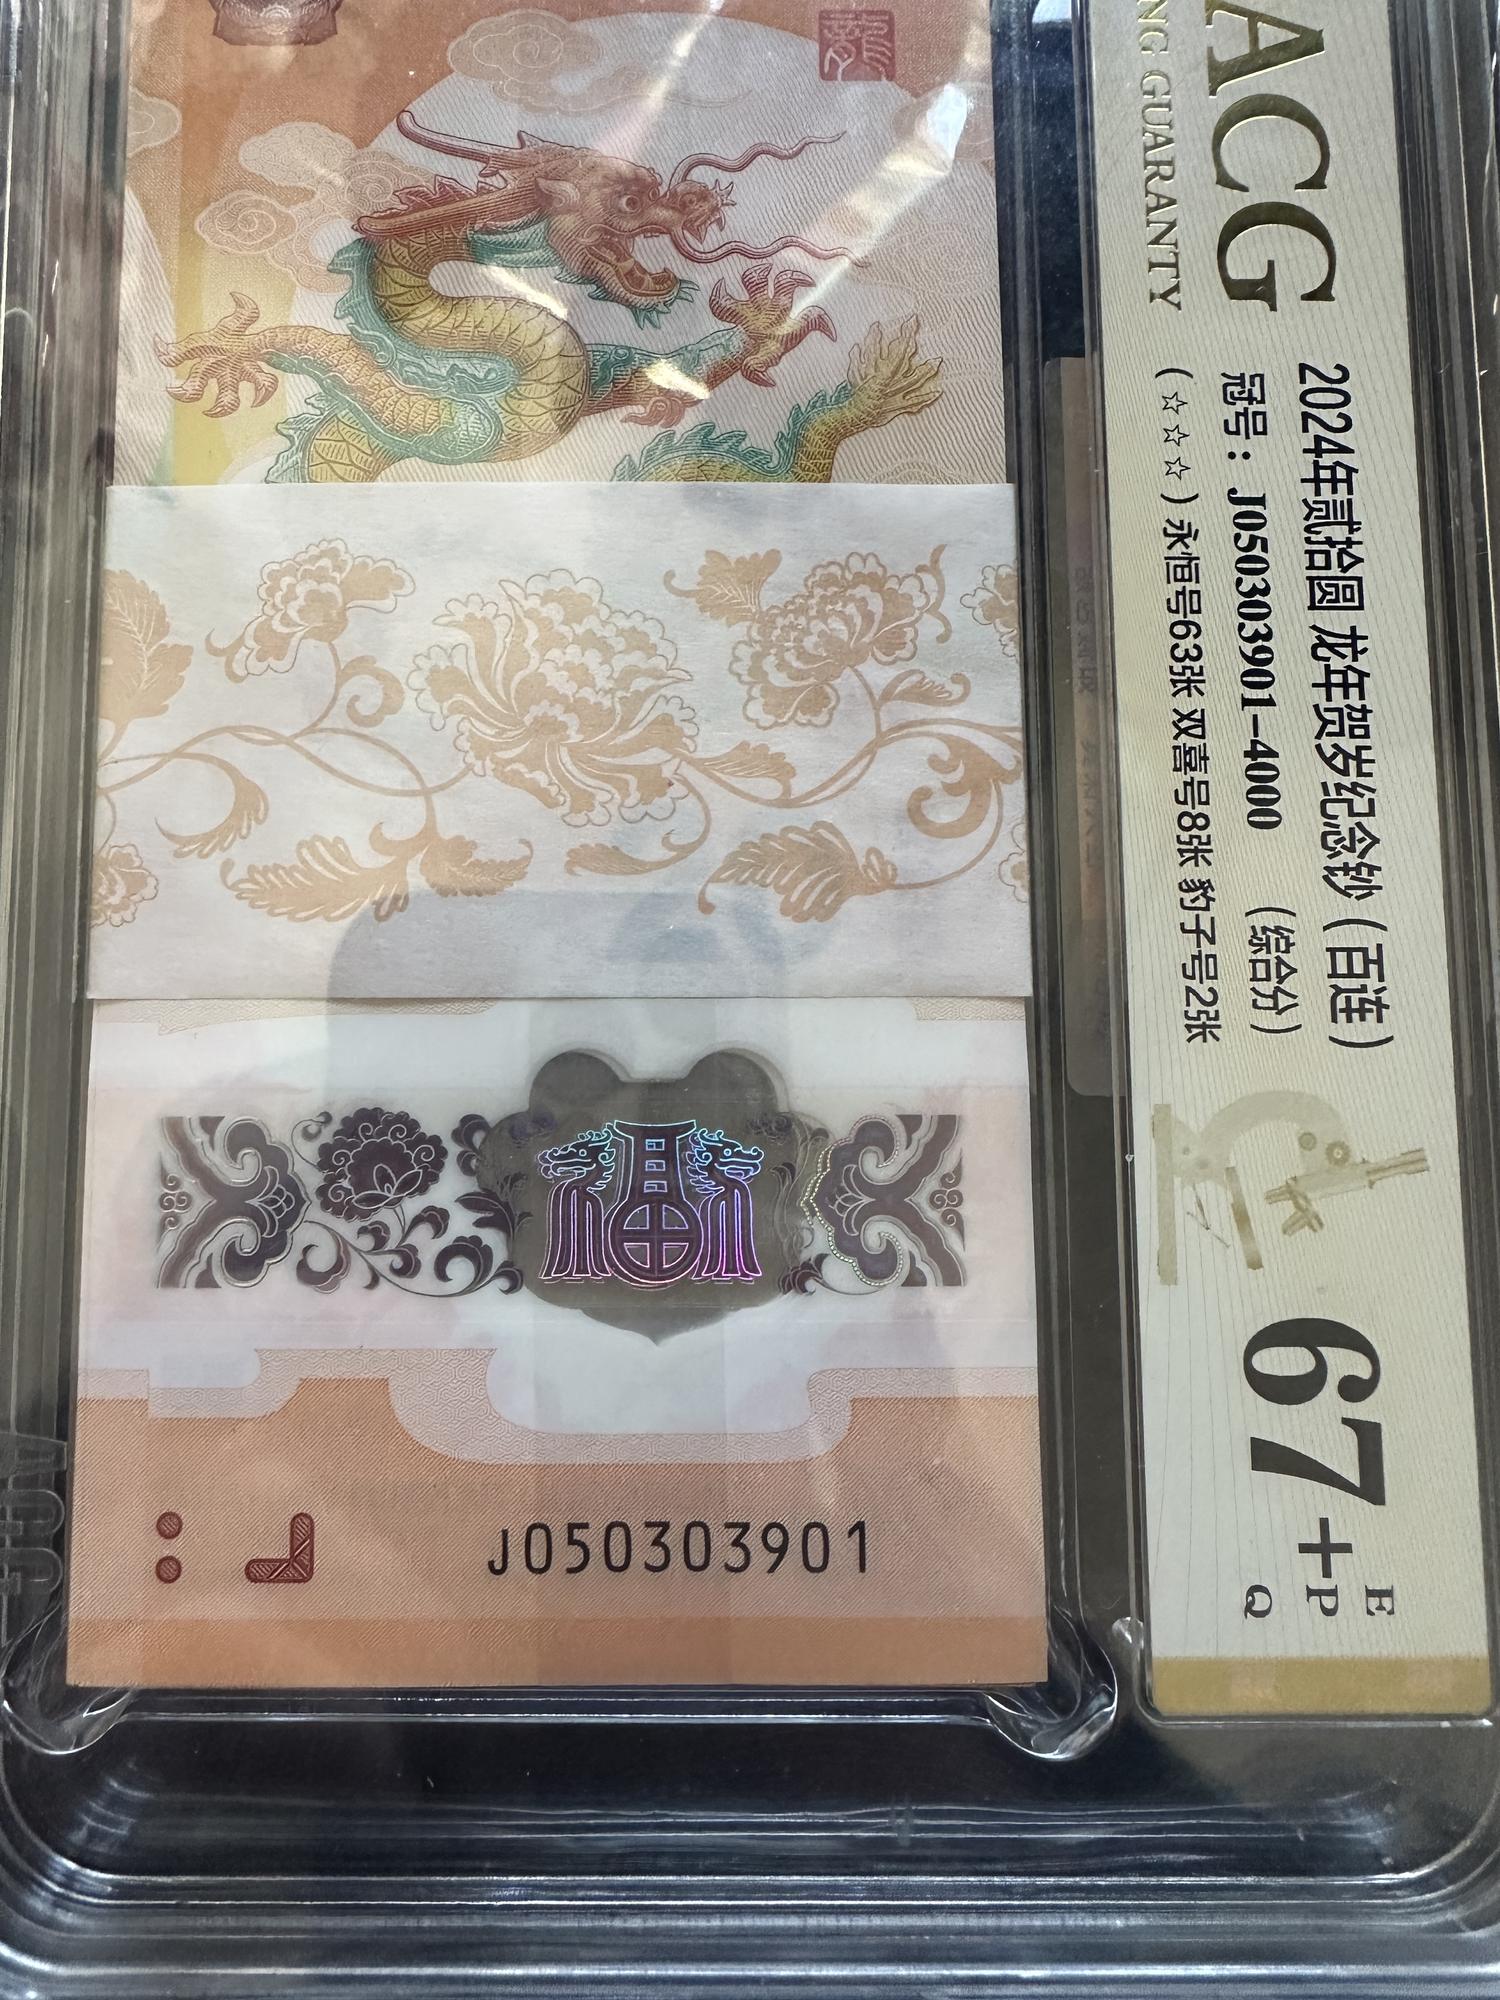 ACG
NG GUARANTY
2024年贰拾圆 龙年贺岁纪念钞（百连）
冠号：J050303901-4000 （综合分）
（☆☆☆）永恒号63张 双喜号8张 豹子号2张
67+
E
P
Q
J050303901